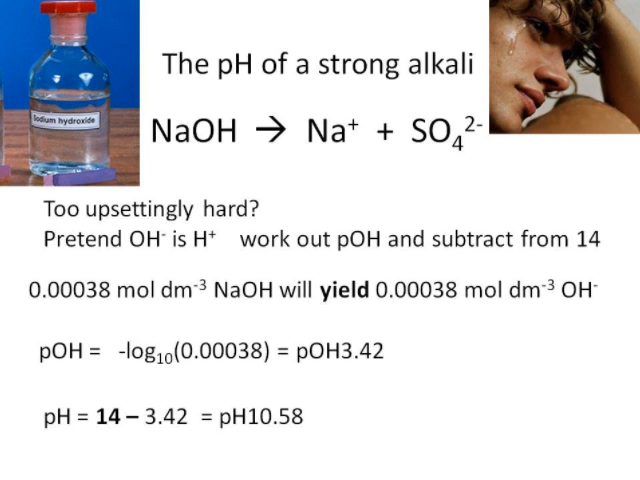 The pH of a strong alkali
Sodium hydroxide
NaOH → Na⁺ + SO₄²⁻
Too upsettingly hard?
Pretend OH⁻ is H⁺ work out pOH and subtract from 14
0.00038 mol dm⁻³ NaOH will yield 0.00038 mol dm⁻³ OH⁻
pOH = -log₁₀(0.00038) = pOH3.42
pH = 14 – 3.42 = pH10.58